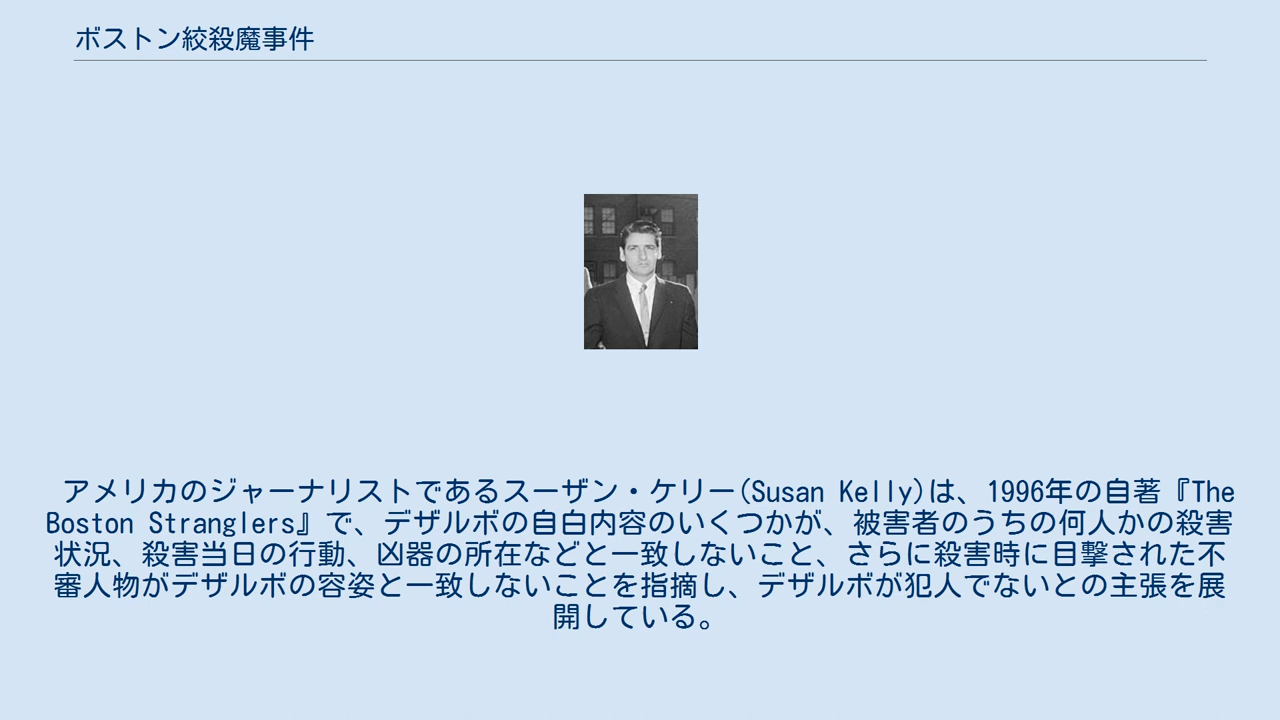 ボストン絞殺魔事件
アメリカのジャーナリストであるスーザン・ケリー(Susan Kelly)は、1996年の自著『The
Boston Stranglers』で、デザルボの自白内容のいくつかが、被害者のうちの何人かの殺害
状況、殺害当日の行動、凶器の所在などと一致しないこと、さらに殺害時に目撃された不
審人物がデザルボの容姿と一致しないことを指摘し、デザルボが犯人でないとの主張を展
開している。